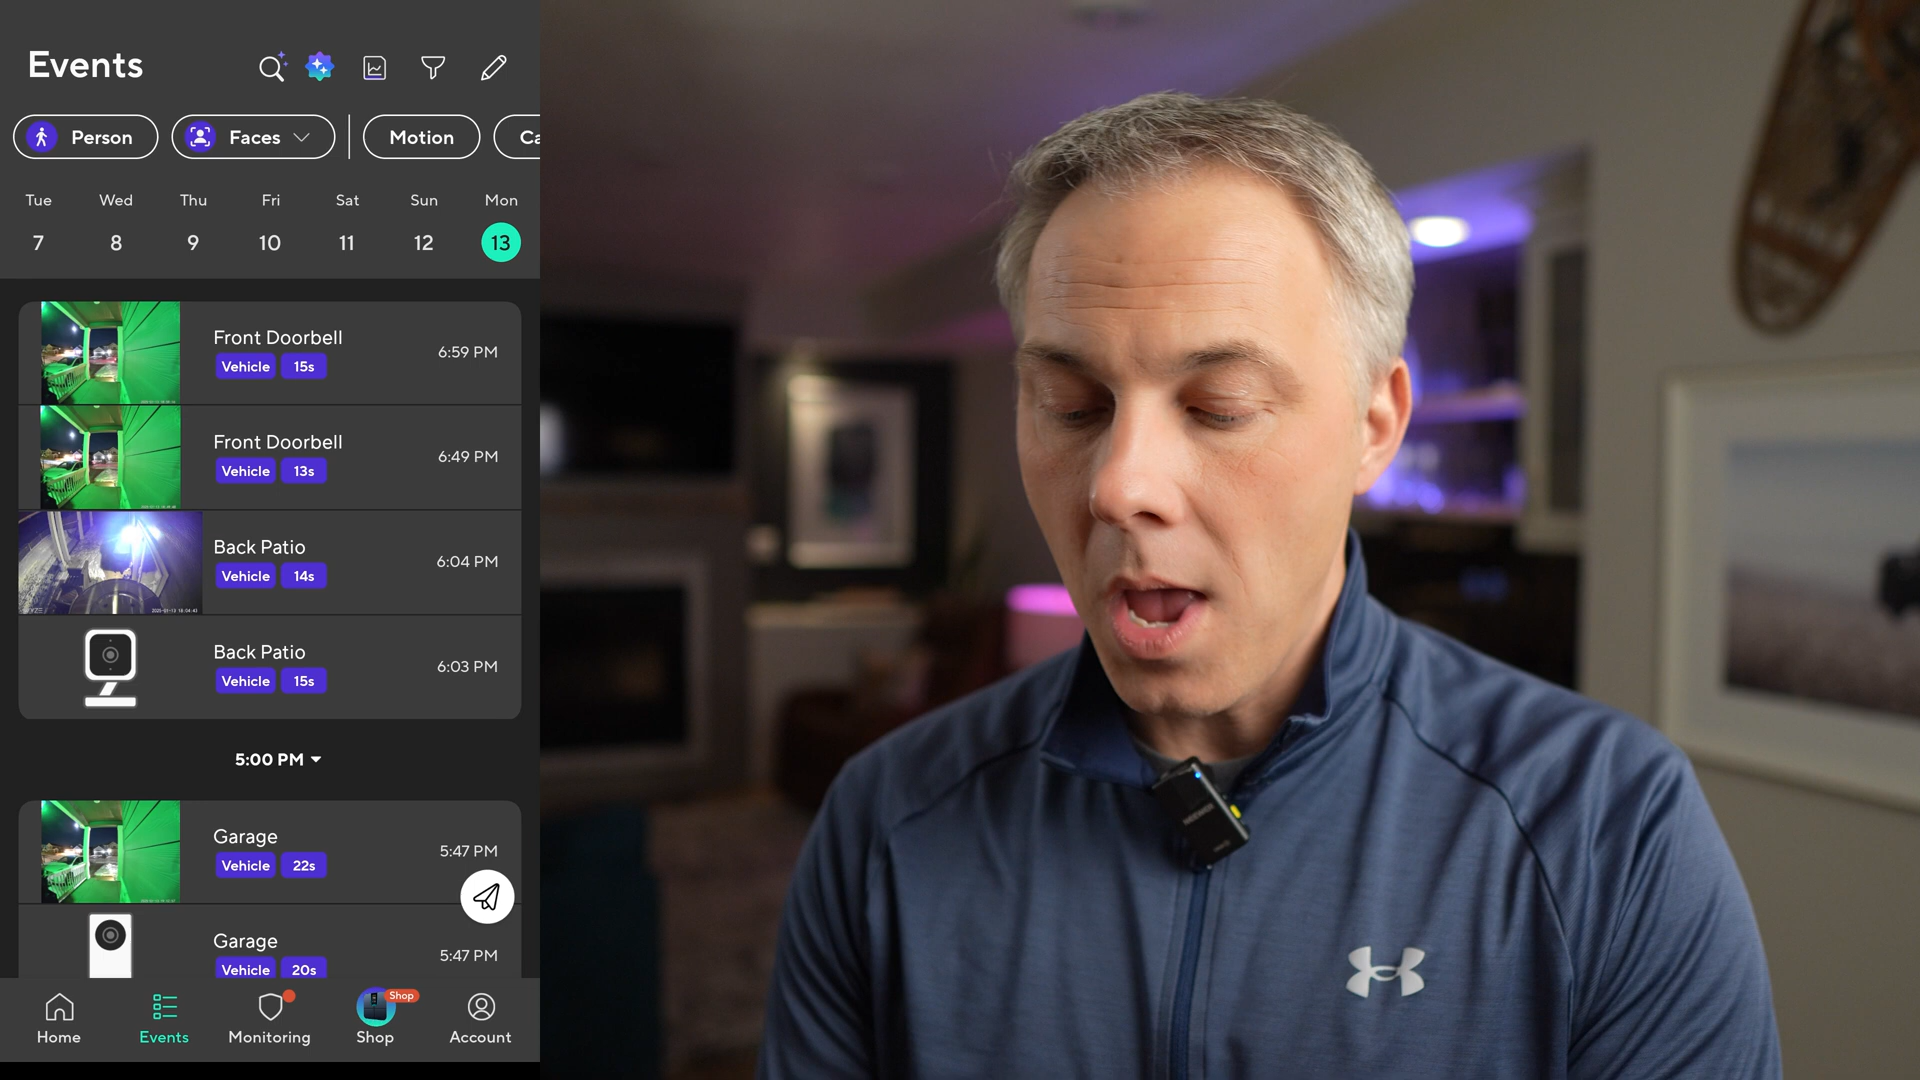 Events
Person
Faces
Motion
Ca
Tue Wed Thu Fri Sat Sun Mon
7 8 9 10 11 12 13
Front Doorbell
Vehicle 15s
6:59 PM
Front Doorbell
Vehicle 13s
6:49 PM
Back Patio
Vehicle 14s
6:04 PM
Back Patio
Vehicle 15s
6:03 PM
5:00 PM
Garage
Vehicle 22s
5:47 PM
Garage
Vehicle 20s
5:47 PM
Shop
Home Events Monitoring Shop Account